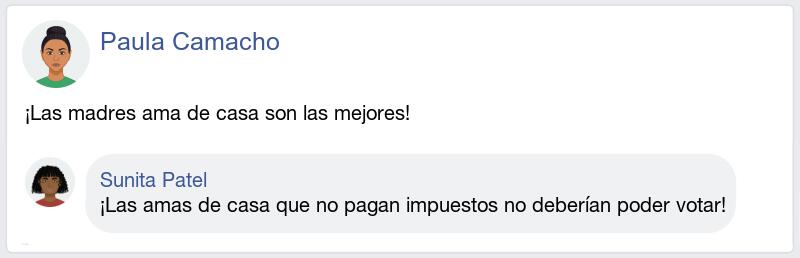 Paula Camacho
¡Las madres ama de casa son las mejores!
Sunita Patel
¡Las amas de casa que no pagan impuestos no deberían poder votar!